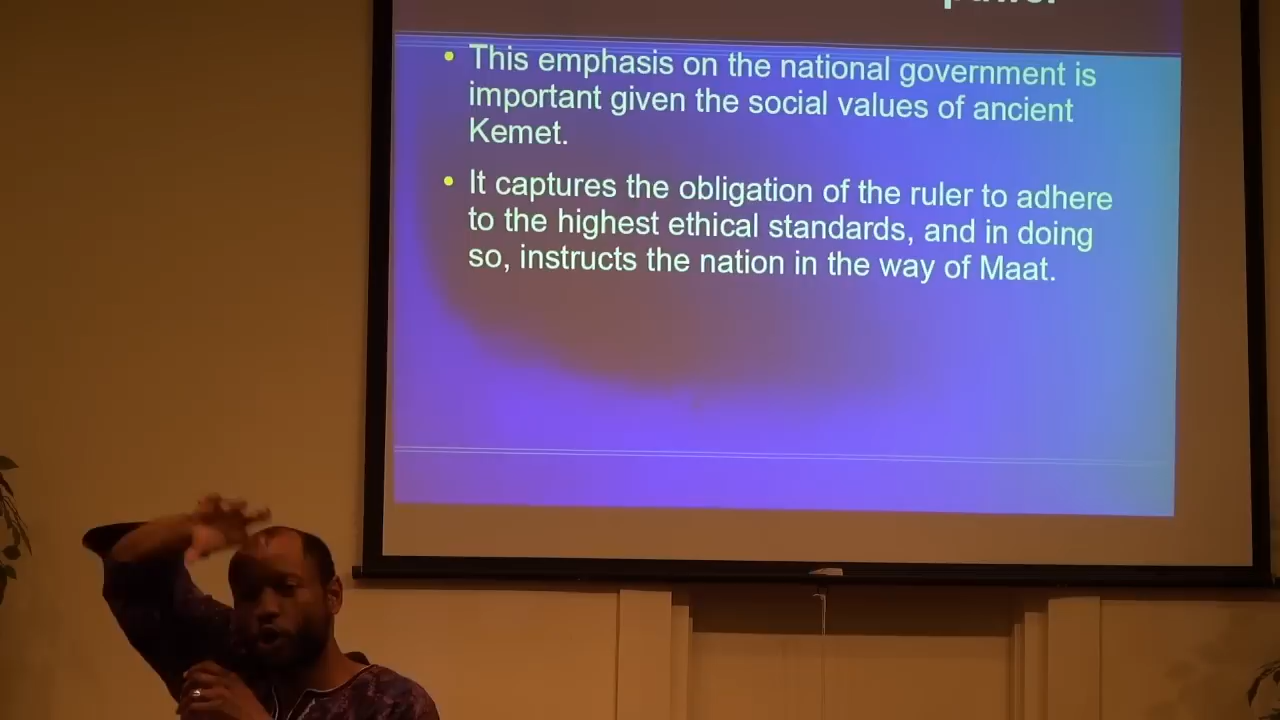 • This emphasis on the national government is
important given the social values of ancient
Kemet.
• It captures the obligation of the ruler to adhere
to the highest ethical standards, and in doing
so, instructs the nation in the way of Maat.